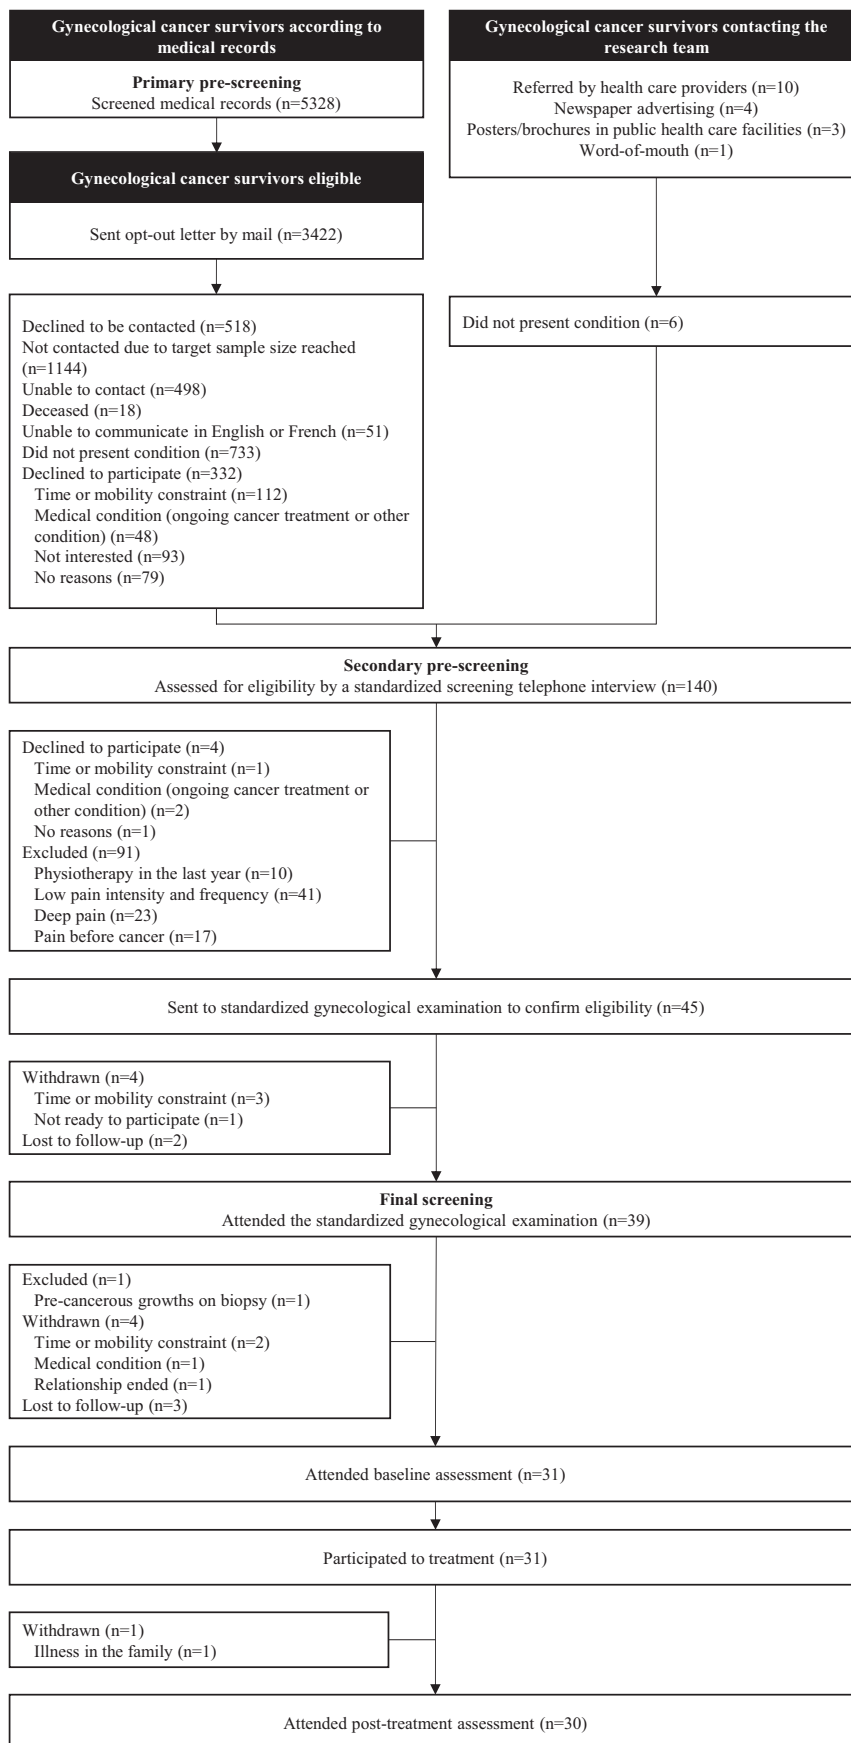 Gynecological cancer survivors according to
medical records
Primary pre-screening
Screened medical records (n=5328)
Gynecological cancer survivors eligible
Sent opt-out letter by mail (n=3422)
Declined to be contacted (n=518)
Not contacted due to target sample size reached
(n=1144)
Unable to contact (n=498)
Deceased (n=18)
Unable to communicate in English or French (n=51)
Did not present condition (n=733)
Declined to participate (n=332)
Time or mobility constraint (n=112)
Medical condition (ongoing cancer treatment or other
condition) (n=48)
Not interested (n=93)
No reasons (n=79)
Gynecological cancer survivors contacting the
research team
Referred by health care providers (n=10)
Newspaper advertising (n=4)
Posters/brochures in public health care facilities (n=3)
Word-of-mouth (n=1)
Did not present condition (n=6)
Secondary pre-screening
Assessed for eligibility by a standardized screening telephone interview (n=140)
Declined to participate (n=4)
Time or mobility constraint (n=1)
Medical condition (ongoing cancer treatment or
other condition) (n=2)
No reasons (n=1)
Excluded (n=91)
Physiotherapy in the last year (n=10)
Low pain intensity and frequency (n=41)
Deep pain (n=23)
Pain before cancer (n=17)
Sent to standardized gynecological examination to confirm eligibility (n=45)
Withdrawn (n=4)
Time or mobility constraint (n=3)
Not ready to participate (n=1)
Lost to follow-up (n=2)
Final screening
Attended the standardized gynecological examination (n=39)
Excluded (n=1)
Pre-cancerous growths on biopsy (n=1)
Withdrawn (n=4)
Time or mobility constraint (n=2)
Medical condition (n=1)
Relationship ended (n=1)
Lost to follow-up (n=3)
Attended baseline assessment (n=31)
Participated to treatment (n=31)
Withdrawn (n=1)
Illness in the family (n=1)
Attended post-treatment assessment (n=30)